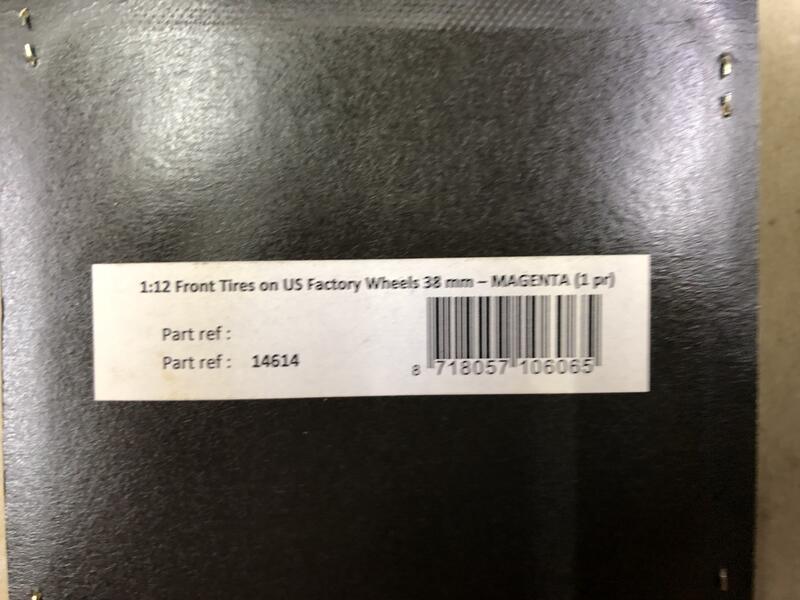 1:12 Front Tires on US Factory Wheels 38 mm – MAGENTA (1 pr)
Part ref :
Part ref : 14614
8 718057 106065